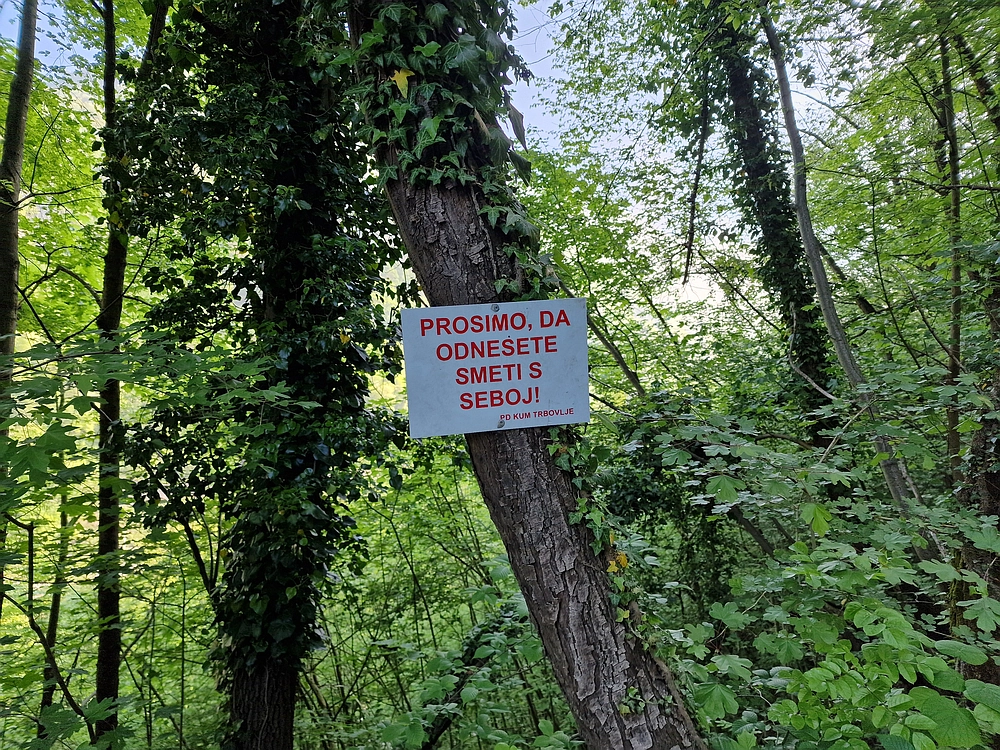 PROSIMO, DA
ODNESETE
SMETI S
SEBOJ!
PD KUM TRBOVLJE